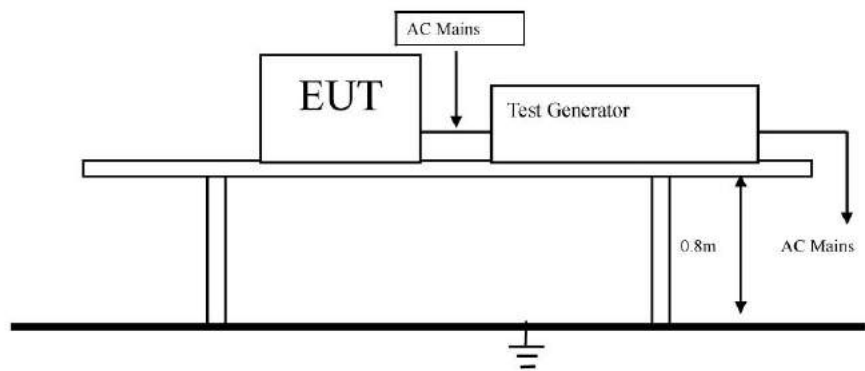 AC Mains
EUT
Test Generator
0.8m
AC Mains